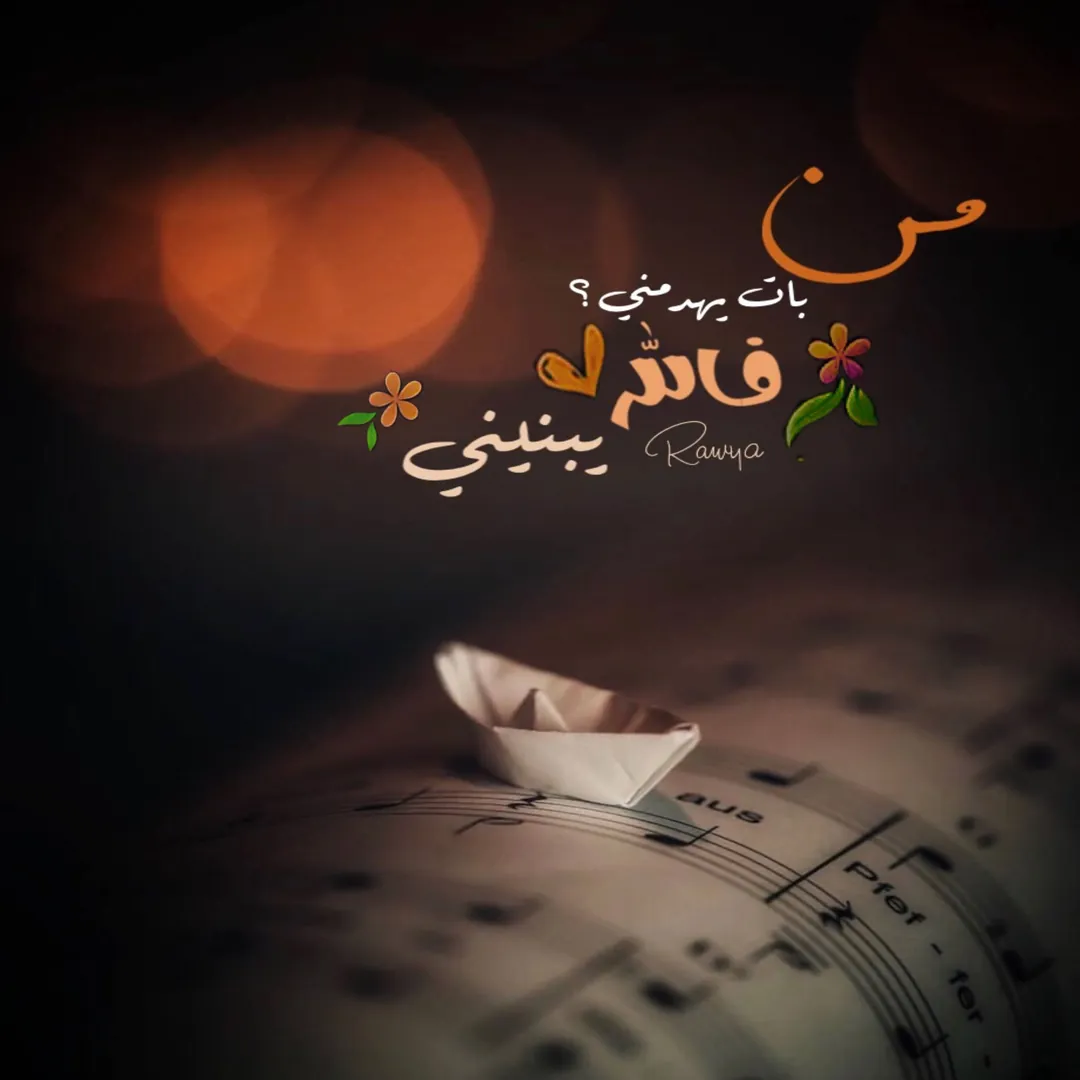 من
بات يهدمني ؟
فالله
يبنيني
Rawya
aus
Pfef - fer -